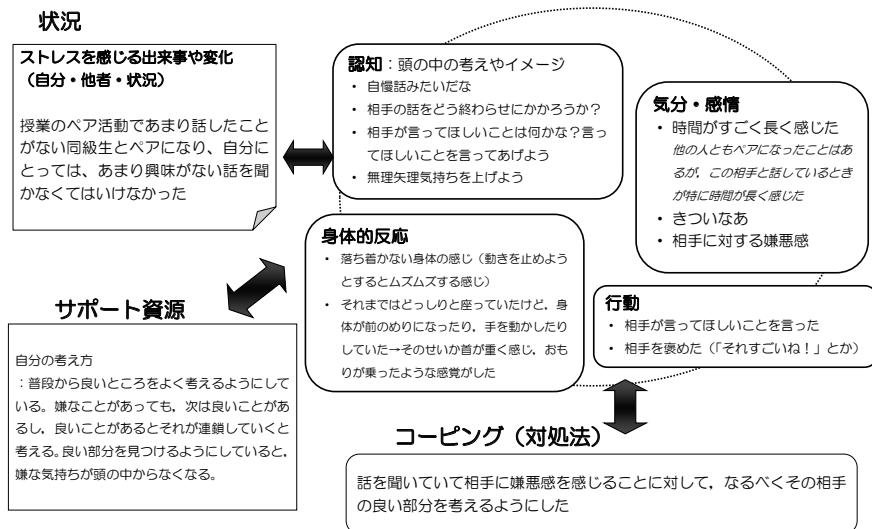 状況
ストレスを感じる出来事や変化
（自分・他者・状況）
授業のペア活動であまり話したこと
がない同級生とペアになり、自分に
とっては、あまり興味がない話を聞
かなくてはいけなかった
認知：頭の中の考えやイメージ
・ 自慢話みたいだな
・ 相手の話をどう終わらせにかかろうか？
・ 相手が言ってほしいことは何かな？言っ
てほしいことを言ってあげよう
・ 無理矢理気持ちを上げよう
気分・感情
・ 時間がすごく長く感じた
他の人ともペアになったことはあ
るが、この相手と話しているとき
が特に時間が長く感じた
・ きついなあ
・ 相手に対する嫌悪感
身体的反応
・ 落ち着かない身体の感じ（動きを止めよう
とするとムズムズする感じ）
・ それまではどっしりと座っていたけど，身
体が前のめりになったり，手を動かしたり
していた→そのせいか首が重く感じ，おも
りが乗ったような感覚がした
行動
・ 相手が言ってほしいことを言った
・ 相手を褒めた（「それすごいね！」とか）
サポート資源
自分の考え方
：普段から良いところをよく考えるようにして
いる。嫌なことがあっても，次は良いことがあ
るし，良いことがあるとそれが連鎖していくと
考える。良い部分を見つけるようにしていると，
嫌な気持ちが頭の中からなくなる。
コーピング（対処法）
話を聞いていて相手に嫌悪感を感じることに対して，なるべくその相手
の良い部分を考えるようにした